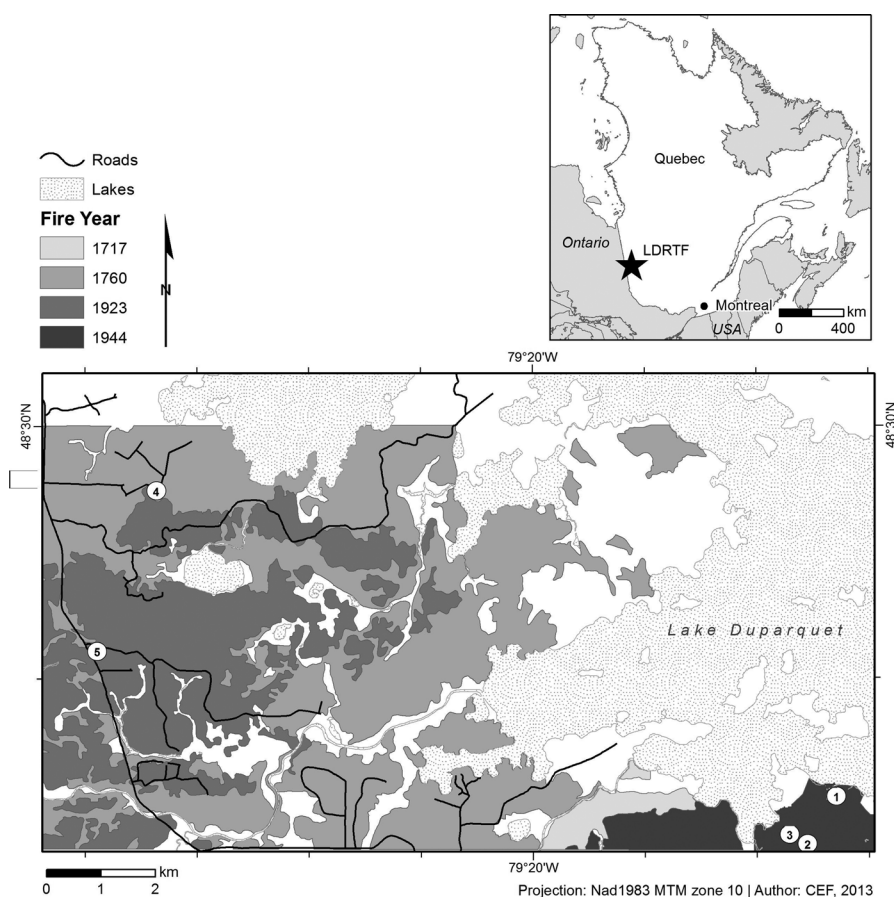 Roads
Lakes
Fire Year
1717
1760
1923
1944
N
Quebec
Ontario
LDRTF
Montreal
USA
km
0 400
79°20'W
48°30'N
48°30'N
4
5
Lake Duparquet
1
3
2
79°20'W
km
0 1 2
Projection: Nad1983 MTM zone 10 | Author: CEF, 2013